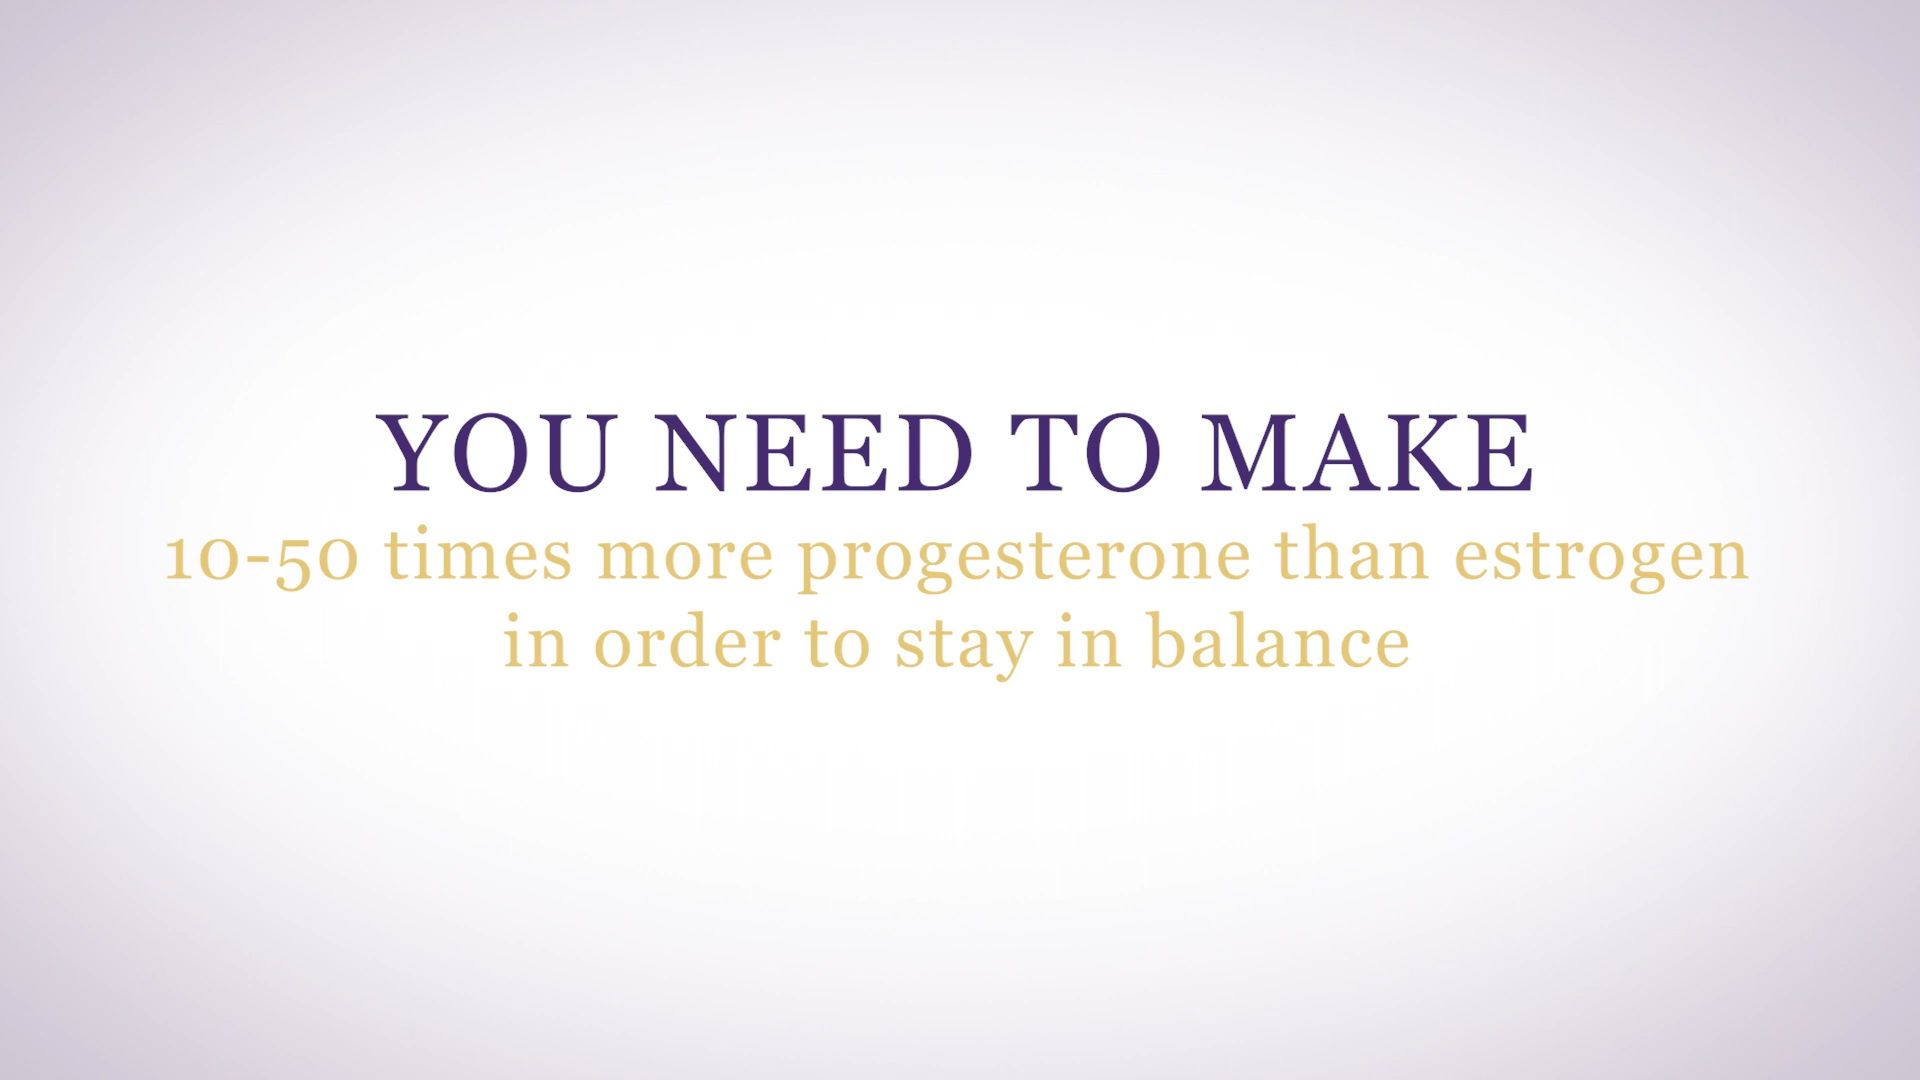 YOU NEED TO MAKE
10-50 times more progesterone than estrogen
in order to stay in balance